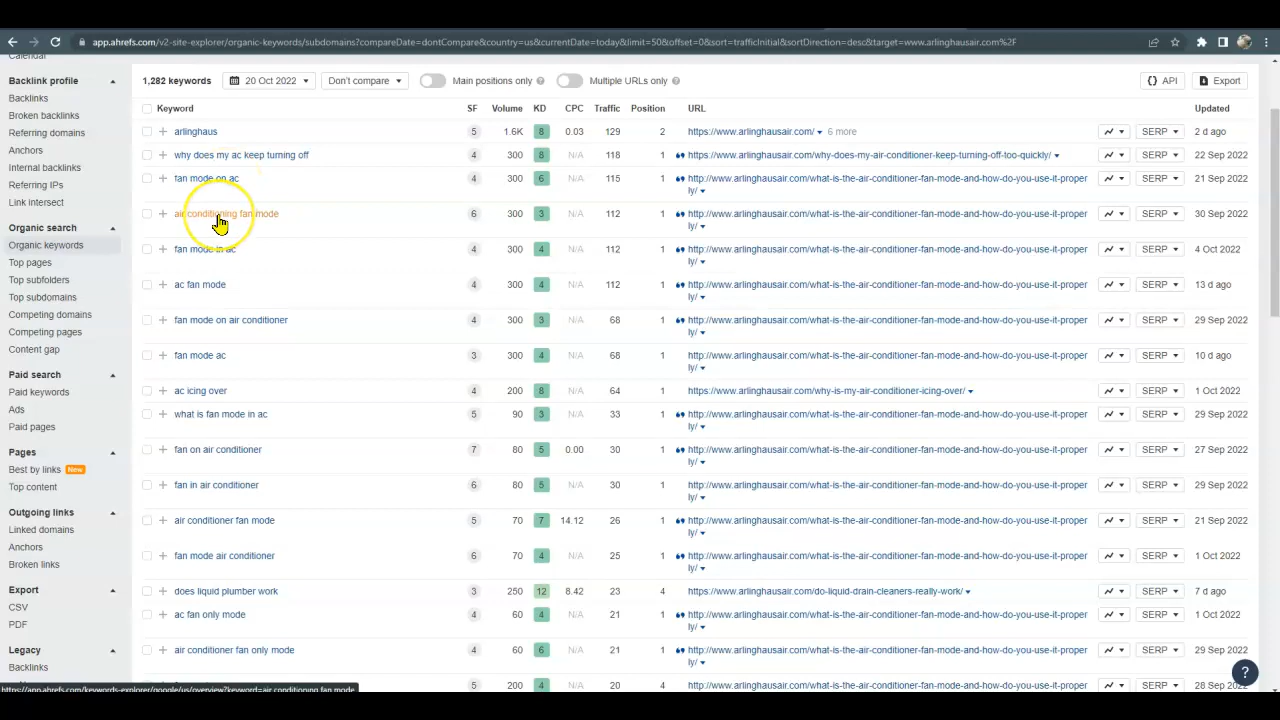 app.ahrefs.com/v2-site-explorer/organic-keywords/subdomains?compareDate=dontCompare&country=us&currentDate=today&limit=50&offset=0&sort=trafficInitial&sortDirection=desc&target=www.arlinghausair.com%2F
Calendar
Backlink profile
Backlinks
Broken backlinks
Referring domains
Anchors
Internal backlinks
Referring IPs
Link intersect
Organic search
Organic keywords
Top pages
Top subfolders
Top subdomains
Competing domains
Competing pages
Content gap
Paid search
Paid keywords
Ads
Paid pages
Pages
Best by links New
Top content
Outgoing links
Linked domains
Anchors
Broken links
Export
CSV
PDF
Legacy
Backlinks
1,282 keywords 20 Oct 2022 Don't compare Main positions only Multiple URLs only API Export
Keyword SF Volume KD CPC Traffic Position URL Updated
arlinghaus 5 1.6K 8 0.03 129 2 https://www.arlinghausair.com/ 6 more SERP 2 d ago
why does my ac keep turning off 4 300 8 N/A 118 1 https://www.arlinghausair.com/why-does-my-air-conditioner-keep-turning-off-too-quickly/ SERP 22 Sep 2022
fan mode on ac 4 300 6 N/A 115 1 http://www.arlinghausair.com/what-is-the-air-conditioner-fan-mode-and-how-do-you-use-it-proper SERP 21 Sep 2022
ly/
air conditioning fan mode 6 300 3 N/A 112 1 http://www.arlinghausair.com/what-is-the-air-conditioner-fan-mode-and-how-do-you-use-it-proper SERP 30 Sep 2022
ly/
fan mode in ac 4 300 4 N/A 112 1 http://www.arlinghausair.com/what-is-the-air-conditioner-fan-mode-and-how-do-you-use-it-proper SERP 4 Oct 2022
ly/
ac fan mode 4 300 4 N/A 112 1 http://www.arlinghausair.com/what-is-the-air-conditioner-fan-mode-and-how-do-you-use-it-proper SERP 13 d ago
ly/
fan mode on air conditioner 4 300 3 N/A 68 1 http://www.arlinghausair.com/what-is-the-air-conditioner-fan-mode-and-how-do-you-use-it-proper SERP 29 Sep 2022
ly/
fan mode ac 3 300 4 N/A 68 1 http://www.arlinghausair.com/what-is-the-air-conditioner-fan-mode-and-how-do-you-use-it-proper SERP 10 d ago
ly/
ac icing over 4 200 8 N/A 64 1 https://www.arlinghausair.com/why-is-my-air-conditioner-icing-over/ SERP 1 Oct 2022
what is fan mode in ac 5 90 3 N/A 33 1 http://www.arlinghausair.com/what-is-the-air-conditioner-fan-mode-and-how-do-you-use-it-proper SERP 29 Sep 2022
ly/
fan on air conditioner 7 80 5 0.00 30 1 http://www.arlinghausair.com/what-is-the-air-conditioner-fan-mode-and-how-do-you-use-it-proper SERP 27 Sep 2022
ly/
fan in air conditioner 6 80 5 N/A 30 1 http://www.arlinghausair.com/what-is-the-air-conditioner-fan-mode-and-how-do-you-use-it-proper SERP 29 Sep 2022
ly/
air conditioner fan mode 5 70 7 14.12 26 1 http://www.arlinghausair.com/what-is-the-air-conditioner-fan-mode-and-how-do-you-use-it-proper SERP 21 Sep 2022
ly/
fan mode air conditioner 6 70 4 N/A 25 1 http://www.arlinghausair.com/what-is-the-air-conditioner-fan-mode-and-how-do-you-use-it-proper SERP 1 Oct 2022
ly/
does liquid plumber work 3 250 12 8.42 23 4 https://www.arlinghausair.com/do-liquid-drain-cleaners-really-work/ SERP 7 d ago
ac fan only mode 4 60 4 N/A 21 1 http://www.arlinghausair.com/what-is-the-air-conditioner-fan-mode-and-how-do-you-use-it-proper SERP 1 Oct 2022
ly/
air conditioner fan only mode 4 60 6 N/A 21 1 http://www.arlinghausair.com/what-is-the-air-conditioner-fan-mode-and-how-do-you-use-it-proper SERP 29 Sep 2022
ly/
5 200 4 N/A 20 4 http://www.arlinghausair.com/what-is-the-air-conditioner-fan-mode-and-how-do-you-use-it-proper SERP 28 Sep 2022
https://app.ahrefs.com/keywords-explorer/google/us/overview?keyword=air conditioning fan mode
?